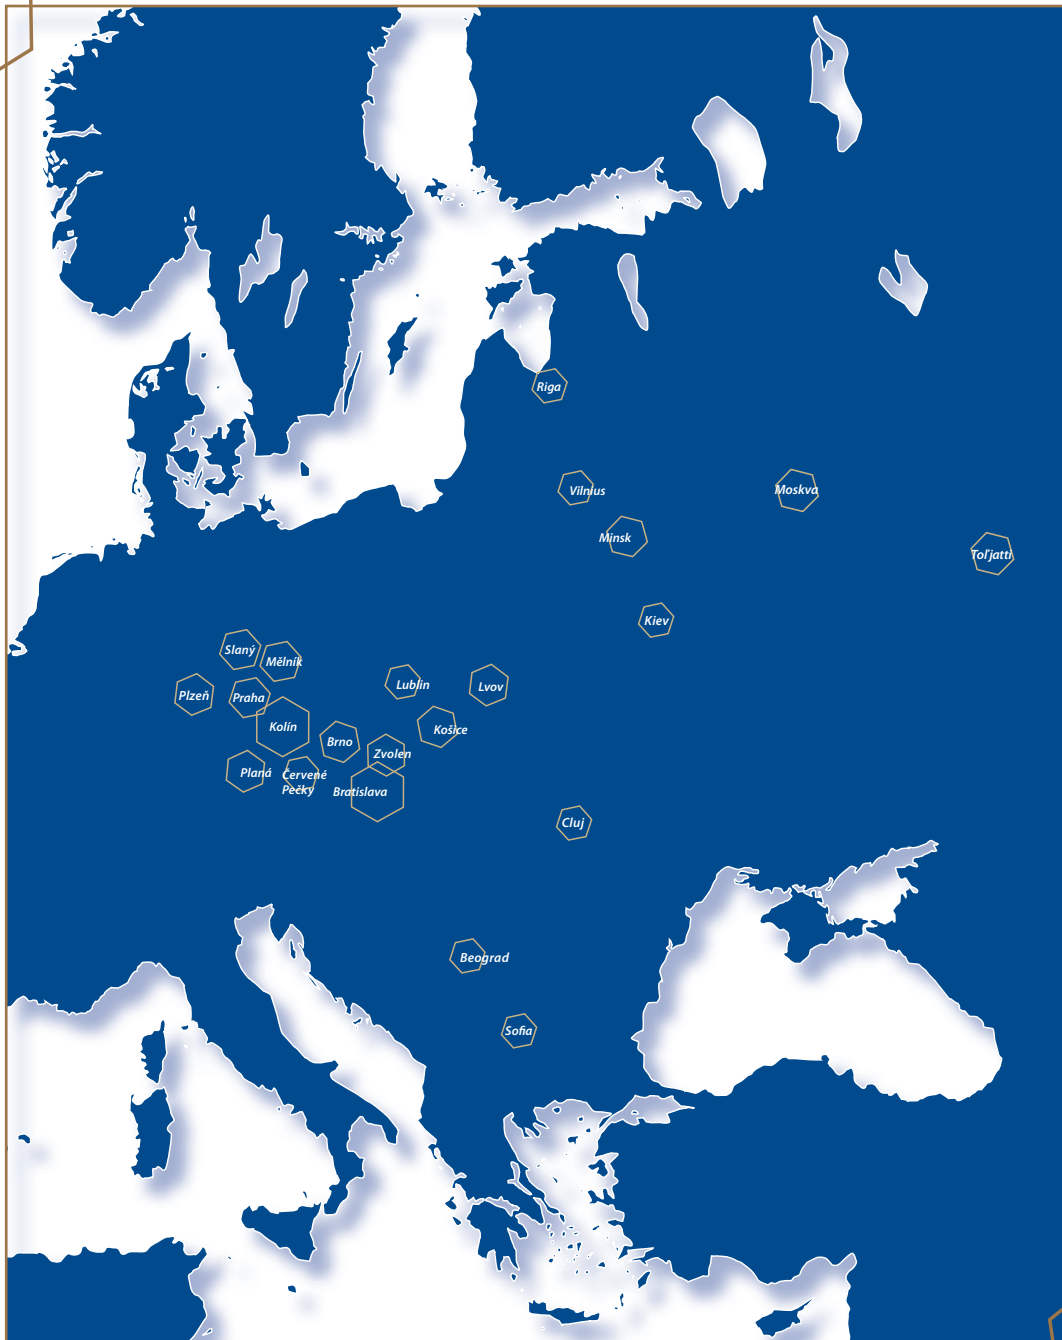 Riga
Vilnius
Moskva
Minsk
Toľjatti
Kiev
Slaný
Mělník
Lublin
Lvov
Plzeň
Praha
Kolín
Košice
Brno
Zvolen
Planá
Červené
Pečky
Bratislava
Cluj
Beograd
Sofia